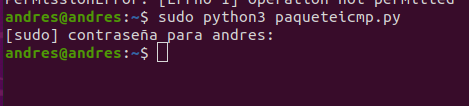 PermissionError: [Errno 1] Operation not permitted
andres@andres:~$ sudo python3 paqueteicmp.py
[sudo] contraseña para andres:
andres@andres:~$